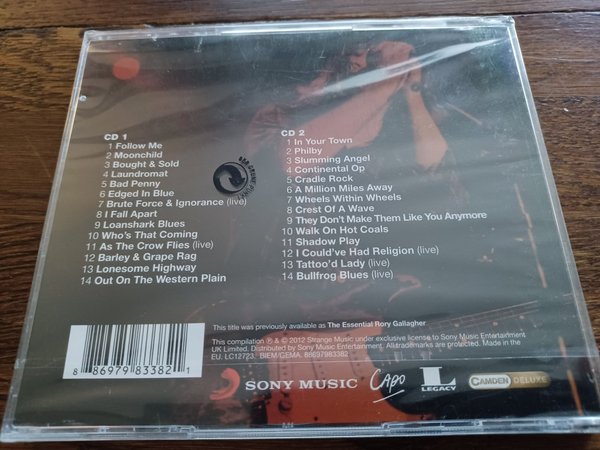 CD 1
1 Follow Me
2 Moonchild
3 Bought & Sold
4 Laundromat
5 Bad Penny
6 Edged In Blue
7 Brute Force & Ignorance (live)
8 I Fall Apart
9 Loanshark Blues
10 Who's That Coming
11 As The Crow Flies (live)
12 Barley & Grape Rag
13 Lonesome Highway
14 Out On The Western Plain
CD 2
1 In Your Town
2 Philby
3 Slumming Angel
4 Continental Op
5 Cradle Rock
6 A Million Miles Away
7 Wheels Within Wheels
8 Crest Of A Wave
9 They Don't Make Them Like You Anymore
10 Walk On Hot Coals
11 Shadow Play
12 I Could've Had Religion (live)
13 Tattoo'd Lady (live)
14 Bullfrog Blues (live)
This title was previously available as The Essential Rory Gallagher
This compilation ℗ & © 2012 Strange Music under exclusive license to Sony Music Entertainment
UK Limited. Distributed by Sony Music Entertainment. All trademarks are protected. Made in the
EU. LC12723. BIEM/GEMA. 88697983382
8 86979 83382 1
SONY MUSIC
CAPO
L LEGACY
CAMDEN DELUXE